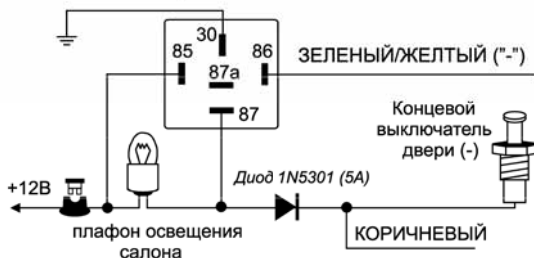 30
85
86
87a
87
ЗЕЛЕНЫЙ/ЖЕЛТЫЙ ("-")
Концевой
выключатель
двери (-)
+12В
Диод 1N5301 (5А)
плафон освещения
салона
КОРИЧНЕВЫЙ